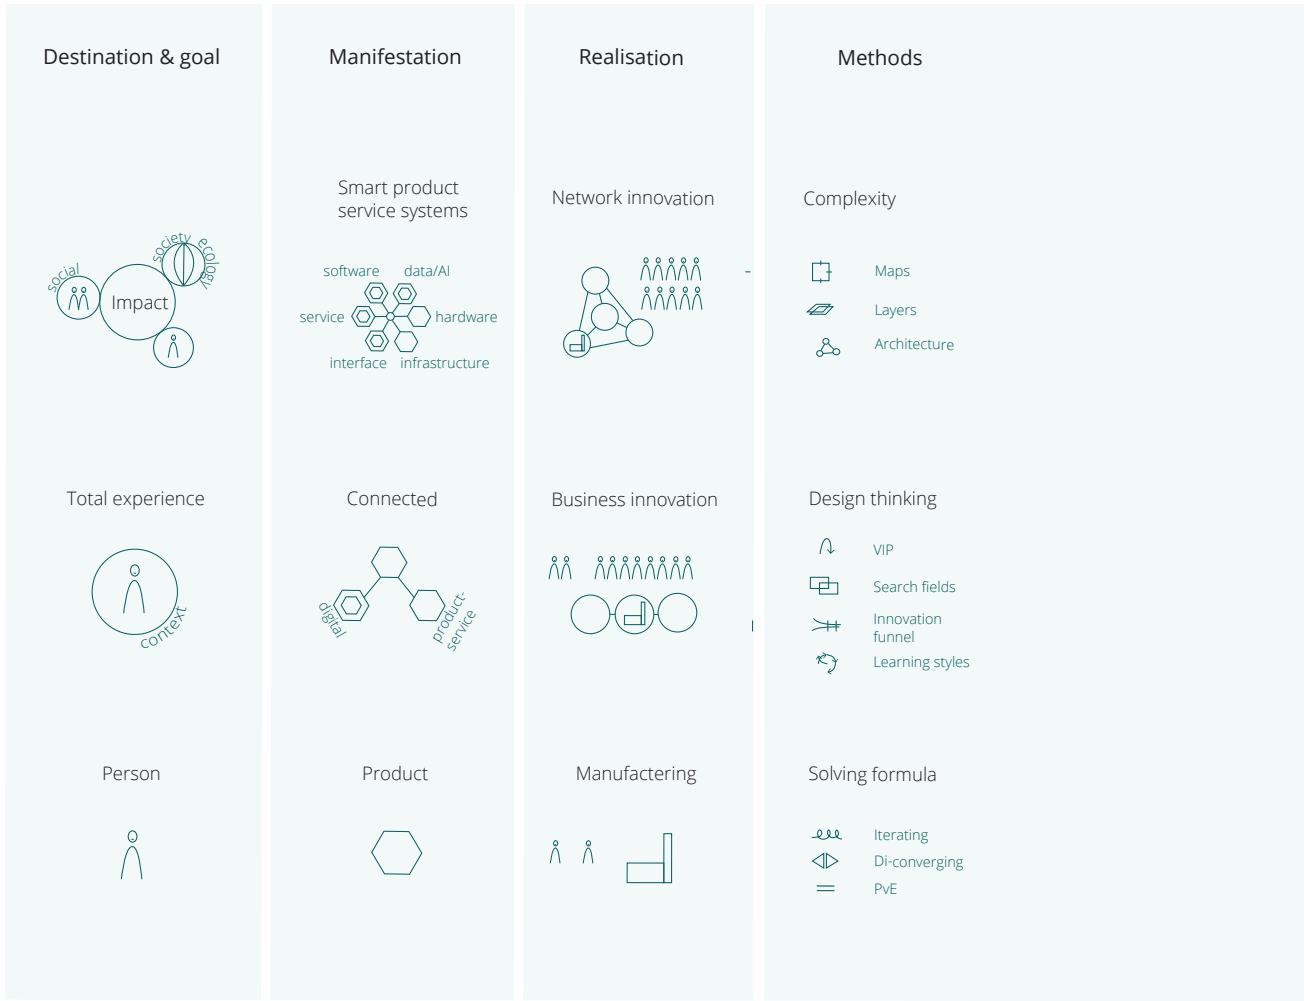 Destination & goal
Manifestation
Realisation
Methods
Smart product
service systems
Network innovation
Complexity
social
Impact
society
ecology
software
data/AI
service
hardware
interface
infrastructure
Maps
Layers
Architecture
Total experience
Connected
Business innovation
Design thinking
context
digital
product-
service
VIP
Search fields
Innovation
funnel
Learning styles
Person
Product
Manufactering
Solving formula
Iterating
Di-converging
PvE